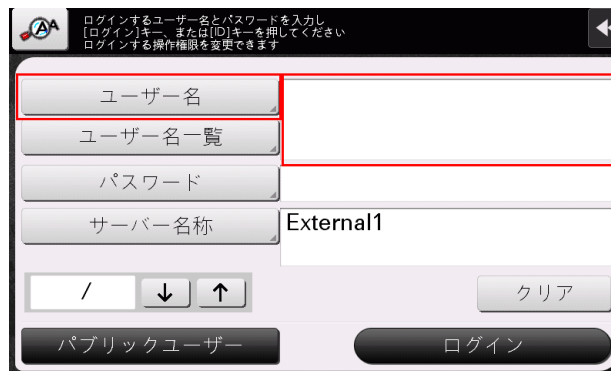 ログインするユーザー名とパスワードを入力し
[ログイン]キー、または[ID]キーを押してください
ログインする操作権限を変更できます
ユーザー名
ユーザー名一覧
パスワード
サーバー名称
External1
/
↓
↑
クリア
パブリックユーザー
ログイン